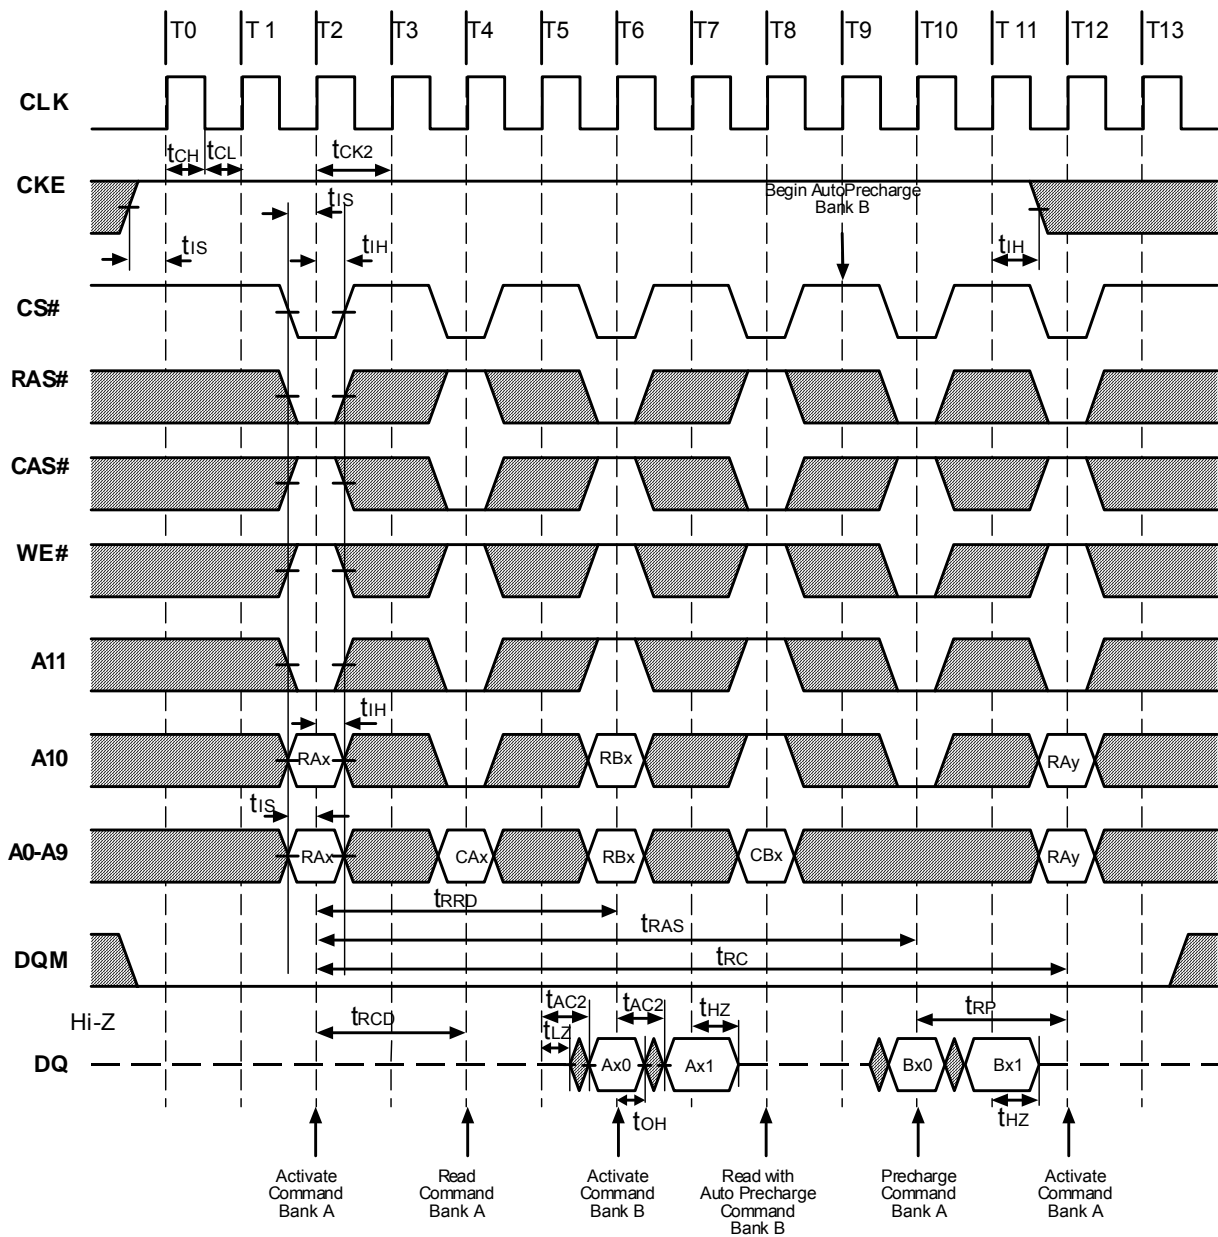 T0 T 1 T2 T3 T4 T5 T6 T7 T8 T9 T10 T 11 T12 T13
CLK
tCH tCL tCK2
CKE
Begin AutoPrecharge
Bank B
tIS
tIS tIH tIH
CS#
RAS#
CAS#
WE#
A11
tIH
A10 RAx RBx RAy
tIS
A0-A9 RAx CAx RBx CBx RAy
tRRD
tRAS
DQM tRC
Hi-Z tRCD tAC2 tAC2 tHZ tRP
tLZ
DQ Ax0 Ax1 Bx0 Bx1
tOH tHZ
Activate
Command
Bank A
Read
Command
Bank A
Activate
Command
Bank B
Read with
Auto Precharge
Command
Bank B
Precharge
Command
Bank A
Activate
Command
Bank A